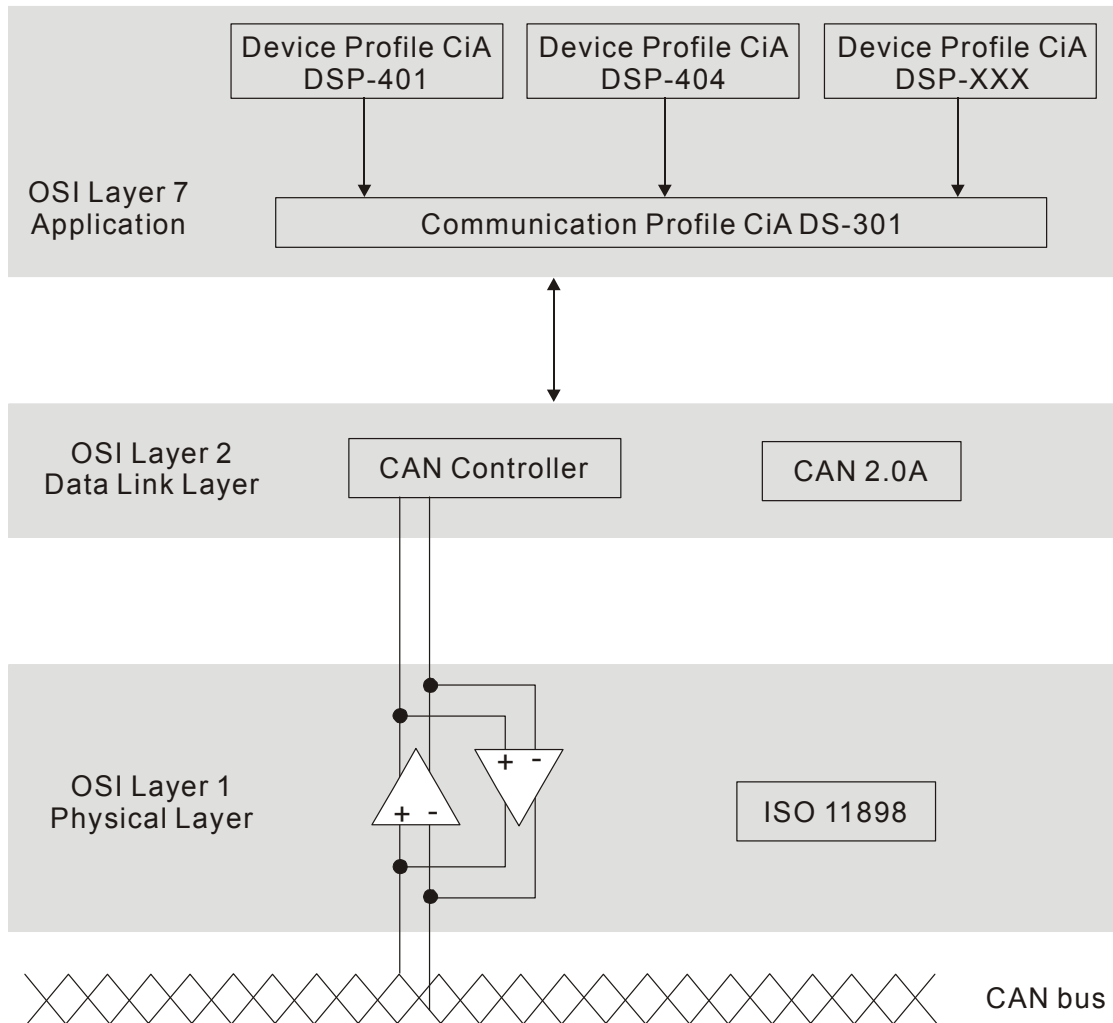 Device Profile CiA
DSP-401
Device Profile CiA
DSP-404
Device Profile CiA
DSP-XXX
OSI Layer 7
Application
Communication Profile CiA DS-301
OSI Layer 2
Data Link Layer
CAN Controller
CAN 2.0A
OSI Layer 1
Physical Layer
+ -
+ -
ISO 11898
CAN bus